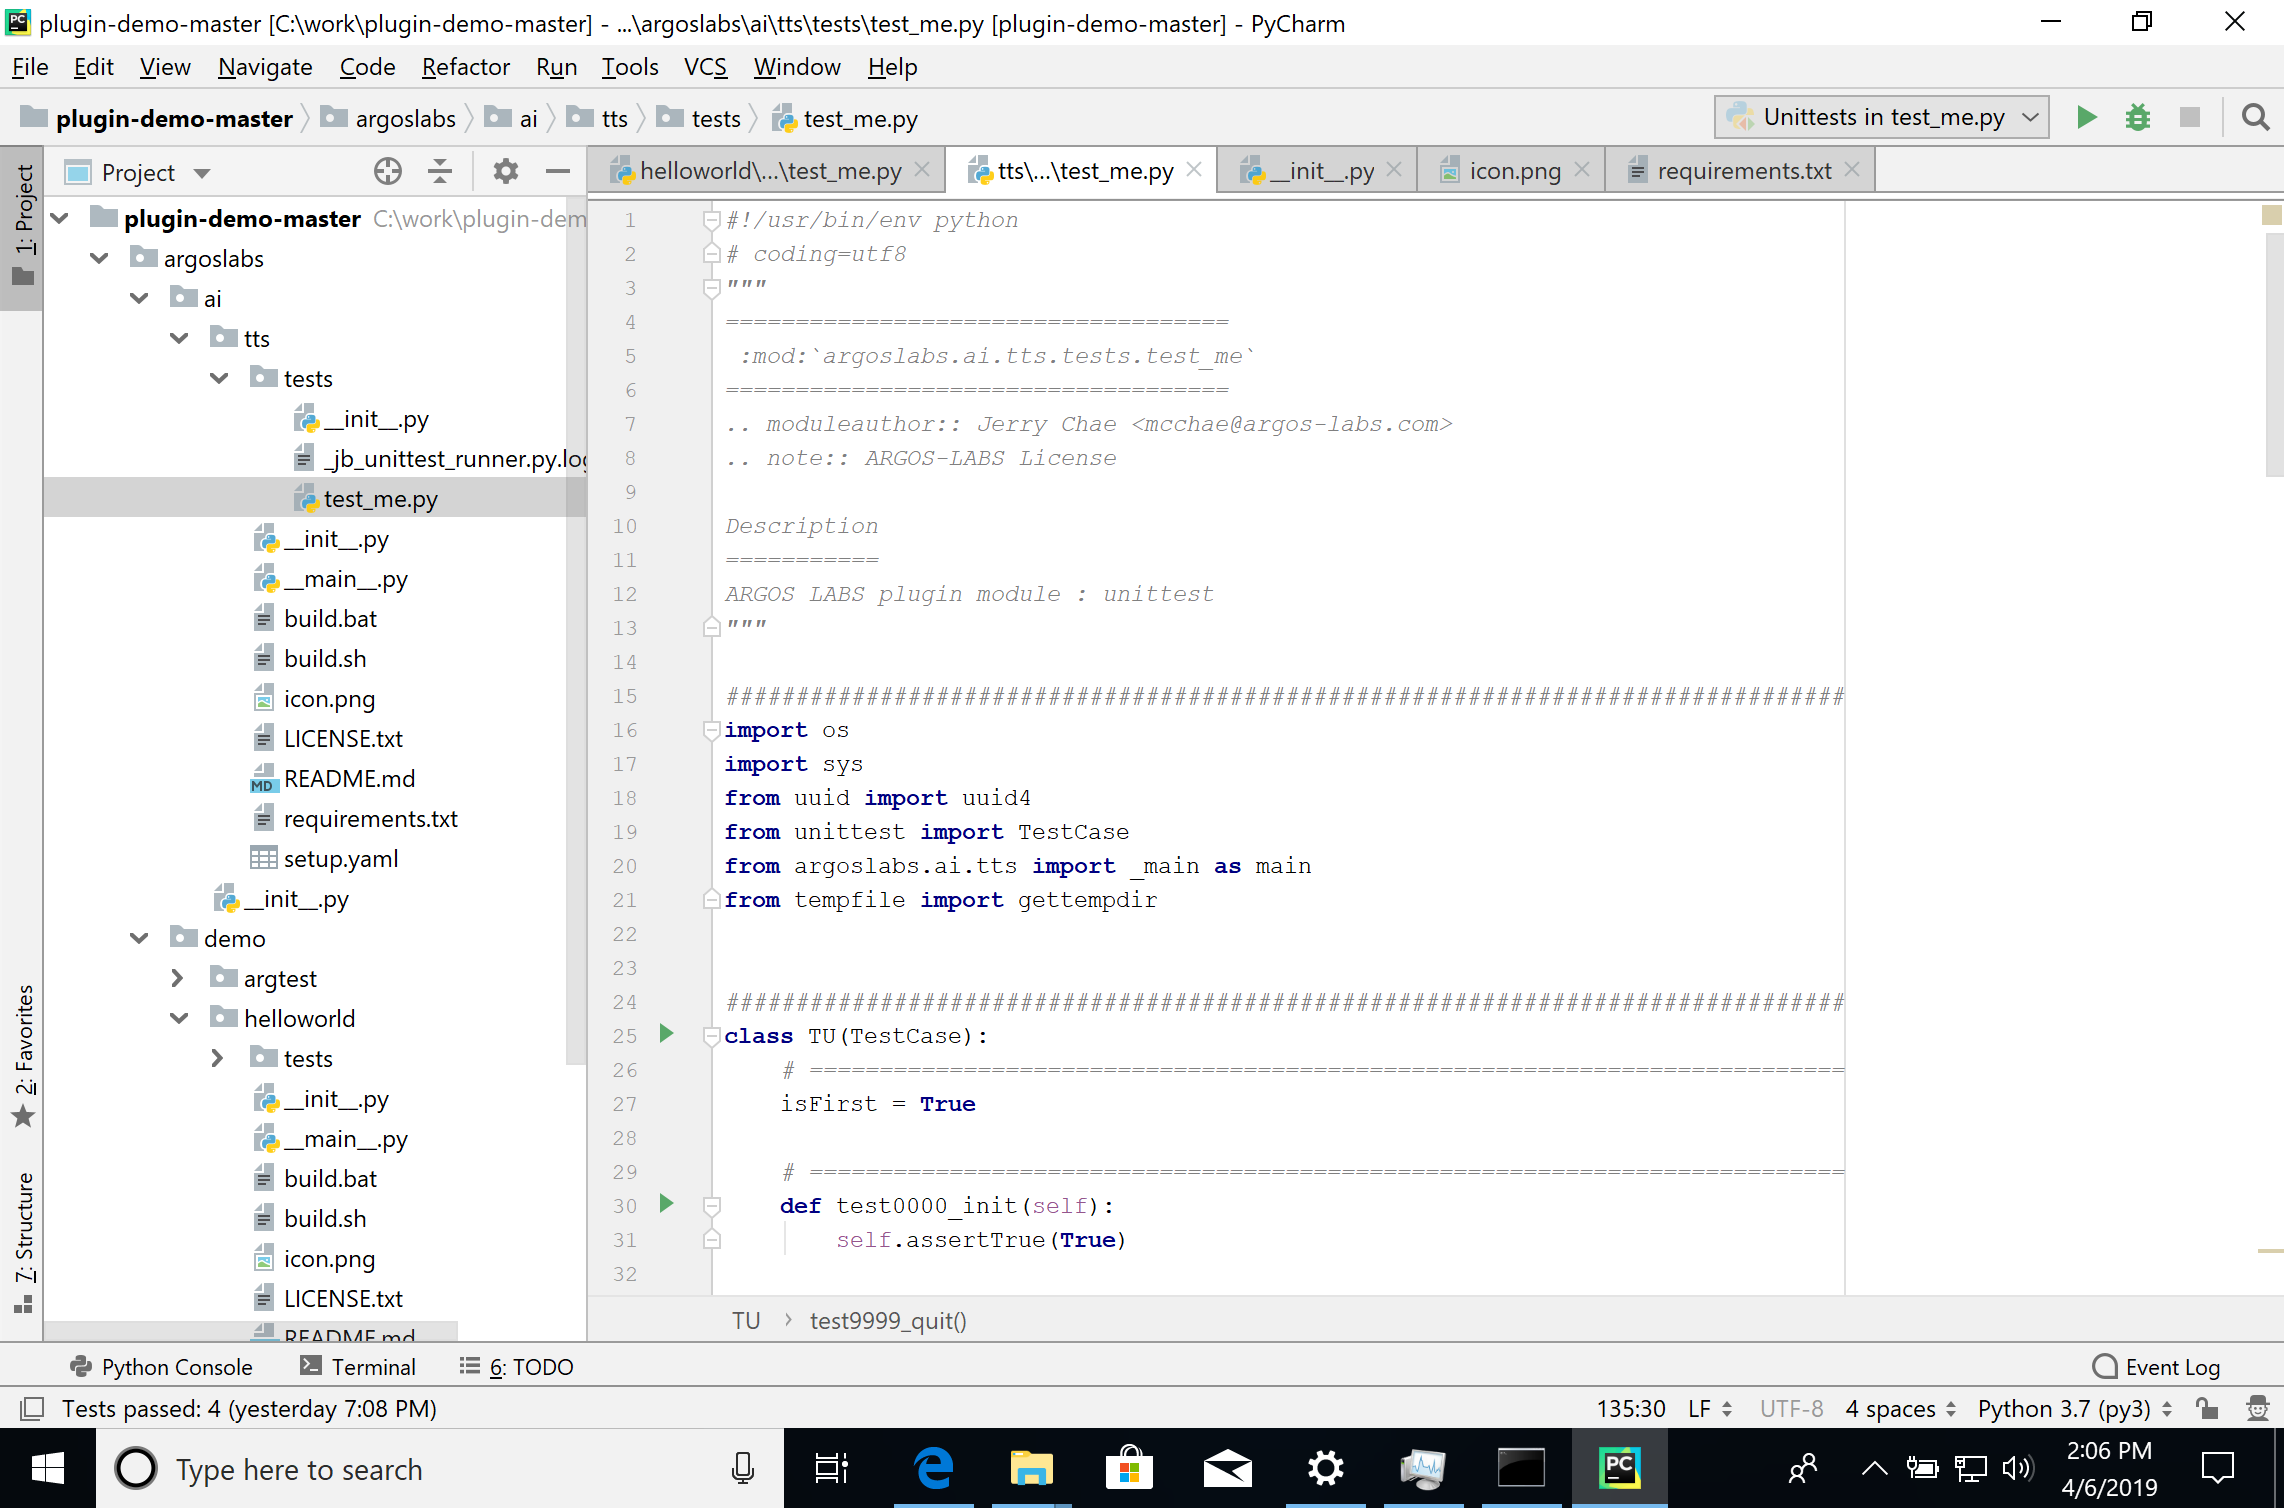 plugin-demo-master [C:\work\plugin-demo-master] - ...\argoslabs\ai\tts\tests\test_me.py [plugin-demo-master] - PyCharm
File Edit View Navigate Code Refactor Run Tools VCS Window Help
plugin-demo-master argoslabs ai tts tests test_me.py Unittests in test_me.py
1: Project
2: Favorites
7: Structure
Project
plugin-demo-master C:\work\plugin-dem
argoslabs
ai
tts
tests
__init__.py
_jb_unittest_runner.py.log
test_me.py
__init__.py
__main__.py
build.bat
build.sh
icon.png
LICENSE.txt
MD README.md
requirements.txt
setup.yaml
__init__.py
demo
argtest
helloworld
tests
__init__.py
__main__.py
build.bat
build.sh
icon.png
LICENSE.txt
README.md
helloworld\...\test_me.py tts\...\test_me.py __init__.py icon.png requirements.txt
1 #!/usr/bin/env python
2 # coding=utf8
3 """
4 ====================================
5 :mod:`argoslabs.ai.tts.tests.test_me`
6 ====================================
7 .. moduleauthor:: Jerry Chae <mcchae@argos-labs.com>
8 .. note:: ARGOS-LABS License
9
10 Description
11 ===========
12 ARGOS LABS plugin module : unittest
13 """
14
15 ################################################################################
16 import os
17 import sys
18 from uuid import uuid4
19 from unittest import TestCase
20 from argoslabs.ai.tts import _main as main
21 from tempfile import gettempdir
22
23
24 ################################################################################
25 class TU(TestCase):
26 # ==========================================================================
27 isFirst = True
28
29 # ==========================================================================
30 def test0000_init(self):
31 self.assertTrue(True)
32
TU › test9999_quit()
Python Console Terminal 6: TODO Event Log
Tests passed: 4 (yesterday 7:08 PM) 135:30 LF UTF-8 4 spaces Python 3.7 (py3)
Type here to search
PC
2:06 PM
4/6/2019